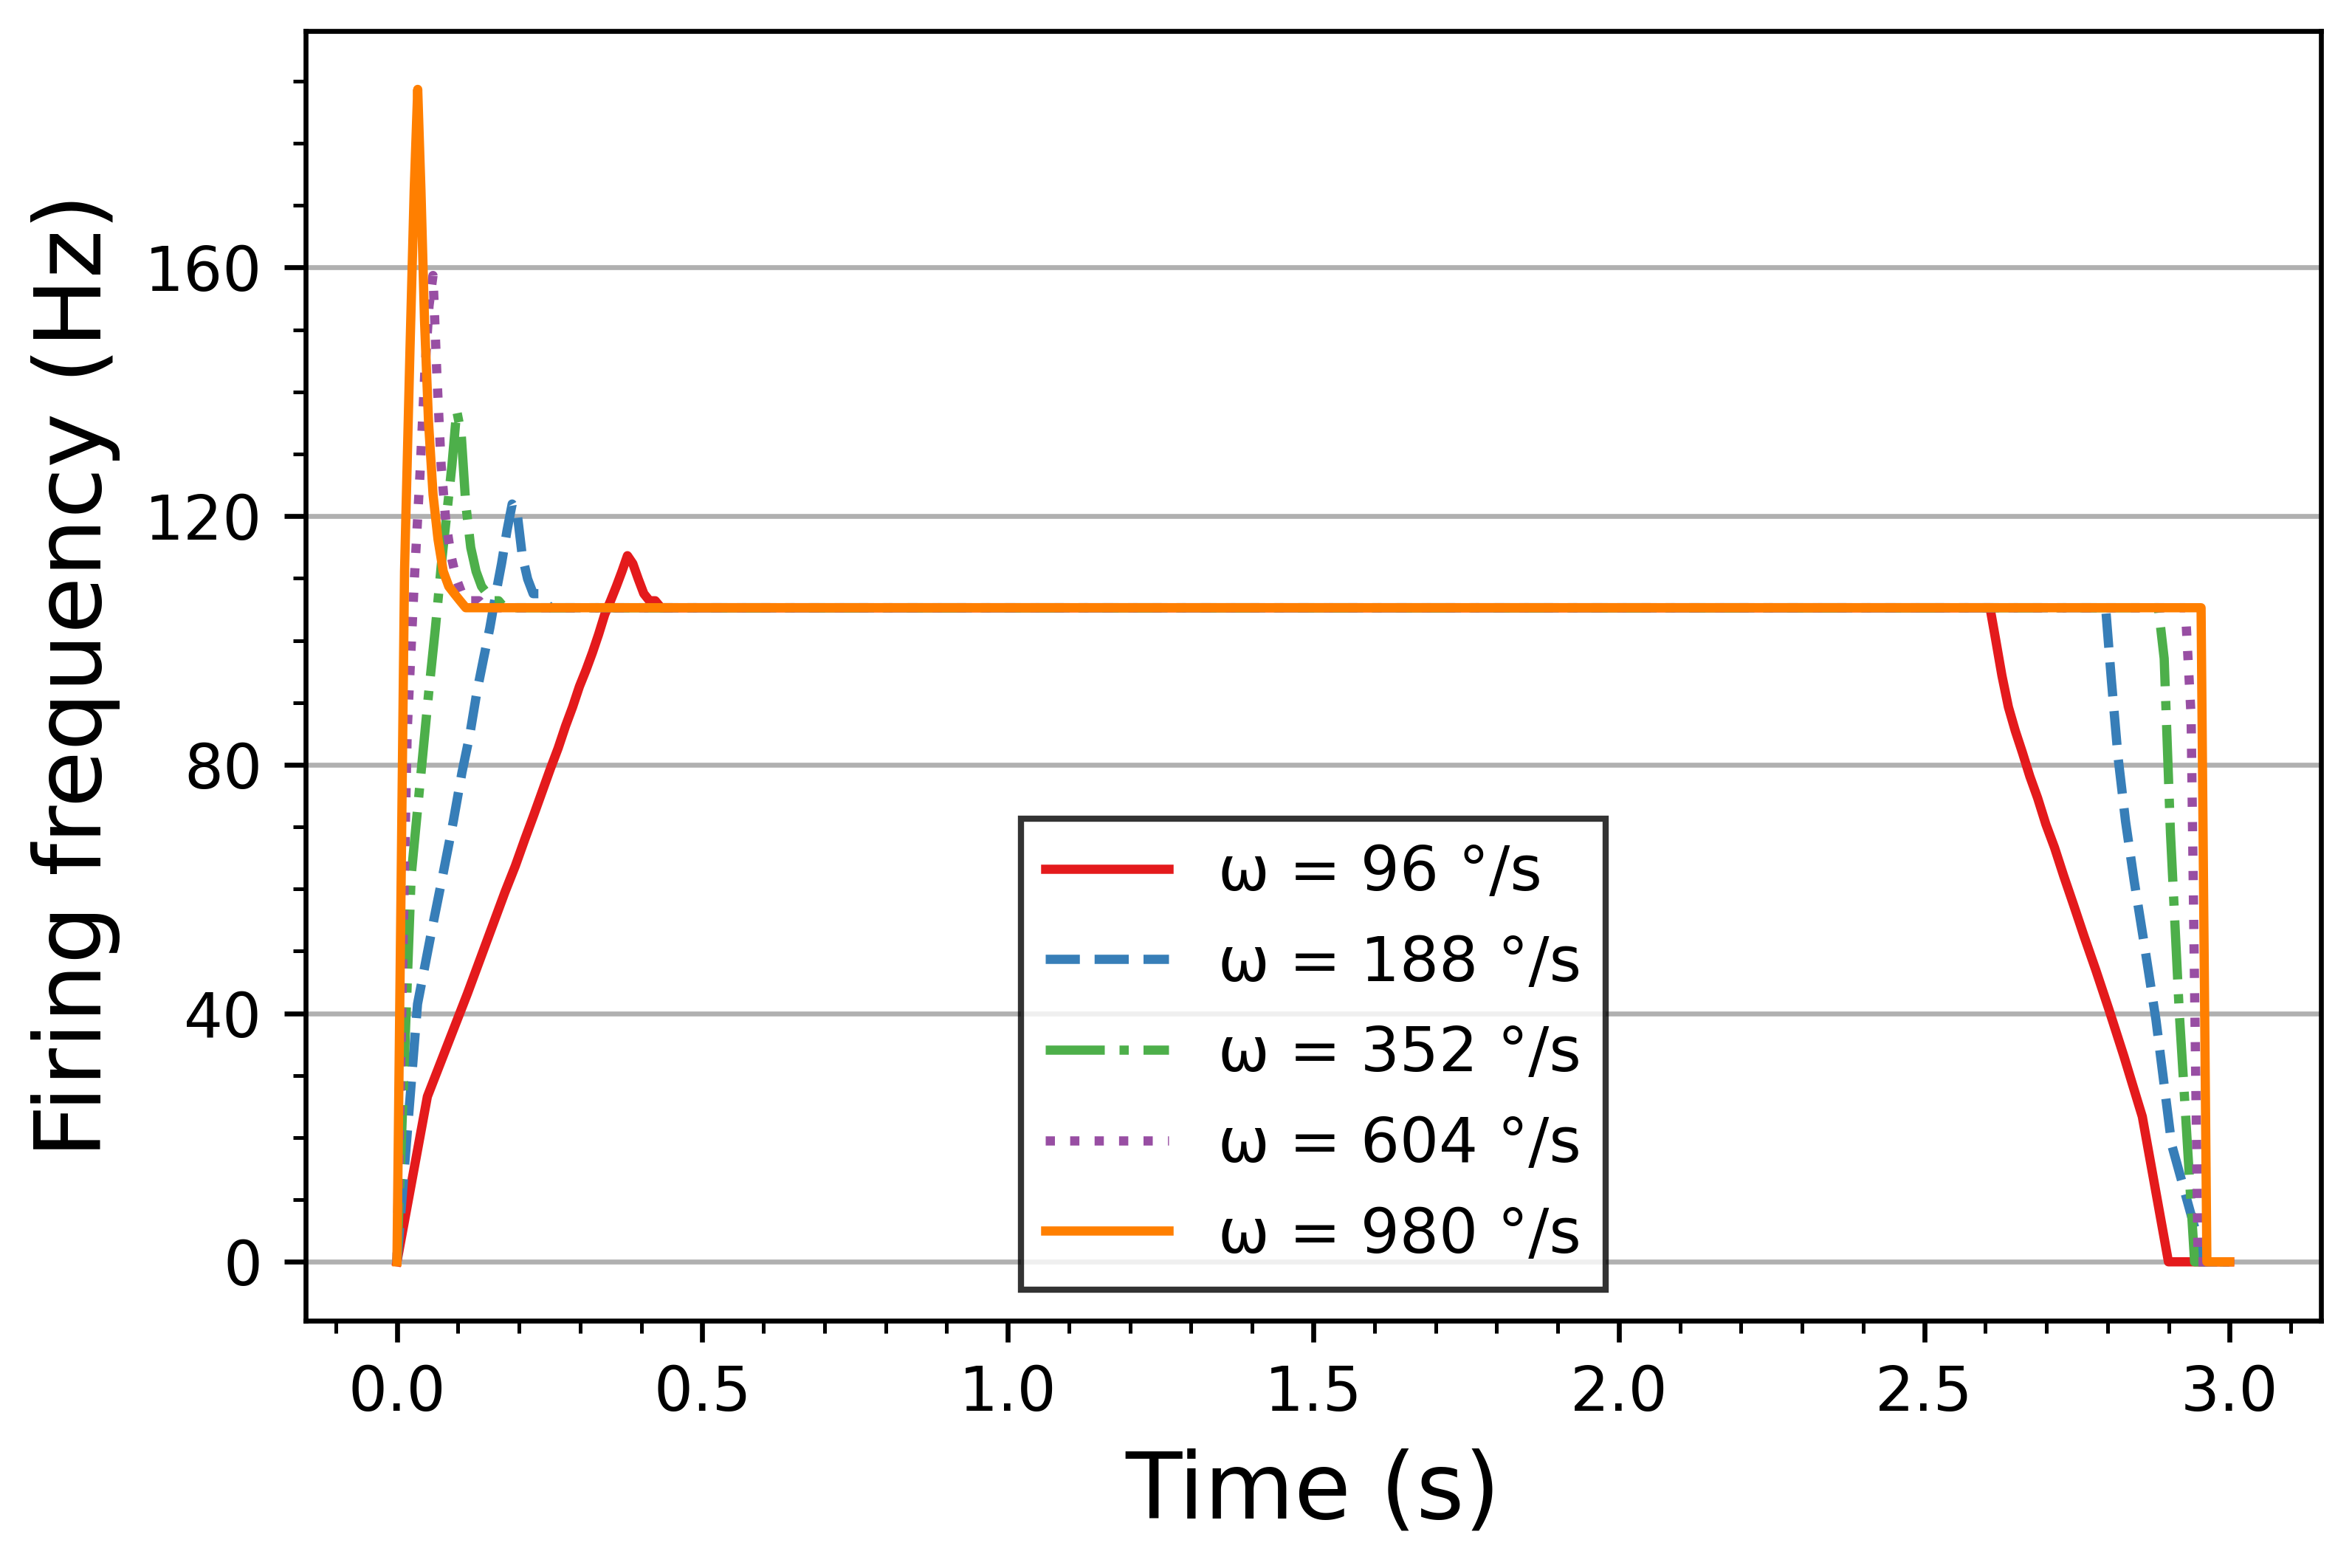 Firing frequency (Hz)
160
120
80
40
0
ω = 96 °/s
ω = 188 °/s
ω = 352 °/s
ω = 604 °/s
ω = 980 °/s
0.0 0.5 1.0 1.5 2.0 2.5 3.0
Time (s)